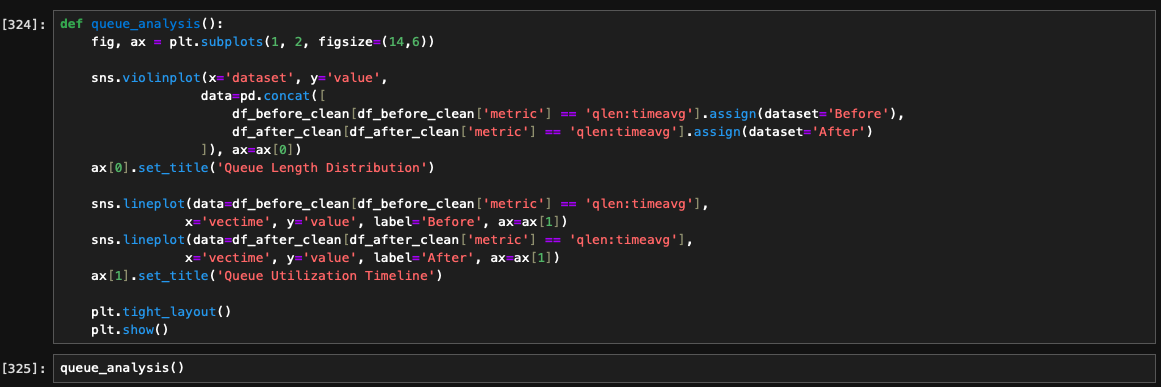 [324]: def queue_analysis():
    fig, ax = plt.subplots(1, 2, figsize=(14,6))

    sns.violinplot(x='dataset', y='value',
                  data=pd.concat([
                      df_before_clean[df_before_clean['metric'] == 'qlen:timeavg'].assign(dataset='Before'),
                      df_after_clean[df_after_clean['metric'] == 'qlen:timeavg'].assign(dataset='After')
                  ]), ax=ax[0])
    ax[0].set_title('Queue Length Distribution')

    sns.lineplot(data=df_before_clean[df_before_clean['metric'] == 'qlen:timeavg'],
                x='vectime', y='value', label='Before', ax=ax[1])
    sns.lineplot(data=df_after_clean[df_after_clean['metric'] == 'qlen:timeavg'],
                x='vectime', y='value', label='After', ax=ax[1])
    ax[1].set_title('Queue Utilization Timeline')

    plt.tight_layout()
    plt.show()
[325]: queue_analysis()